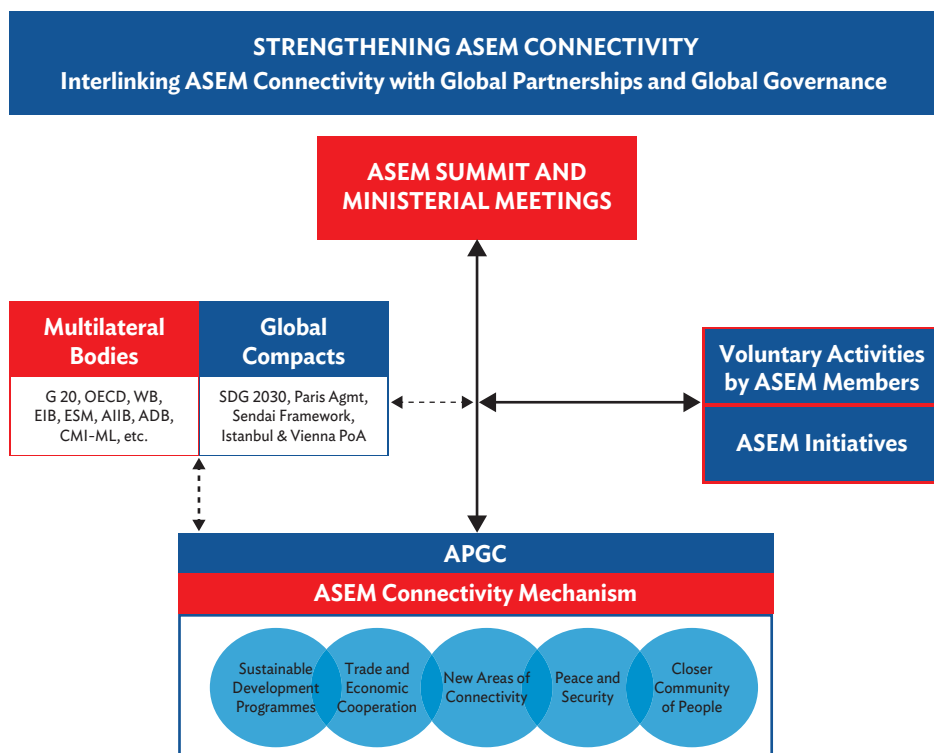 STRENGTHENING ASEM CONNECTIVITY
Interlinking ASEM Connectivity with Global Partnerships and Global Governance
ASEM SUMMIT AND
MINISTERIAL MEETINGS
Multilateral
Bodies
G 20, OECD, WB,
EIB, ESM, AIIB, ADB,
CMI-ML, etc.
Global
Compacts
SDG 2030, Paris Agmt,
Sendai Framework,
Istanbul & Vienna PoA
Voluntary Activities
by ASEM Members
ASEM Initiatives
APGC
ASEM Connectivity Mechanism
Sustainable
Development
Programmes
Trade and
Economic
Cooperation
New Areas of
Connectivity
Peace and
Security
Closer
Community
of People